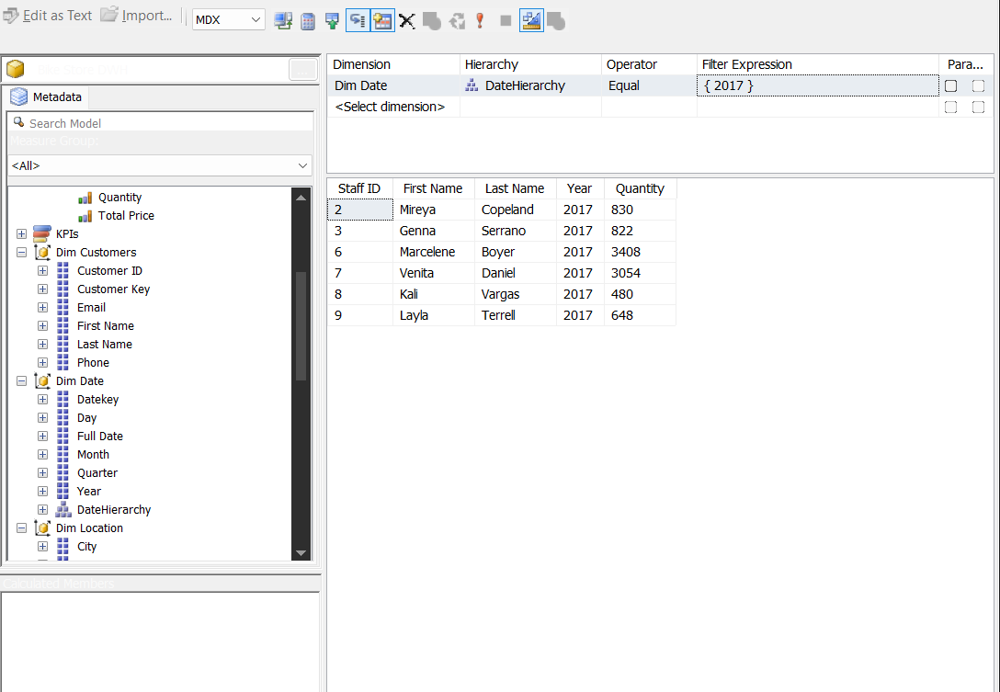 Edit as Text Import... MDX
Metadata
Search Model
Measure Group:
<All>
Quantity
Total Price
KPIs
Dim Customers
Customer ID
Customer Key
Email
First Name
Last Name
Phone
Dim Date
Datekey
Day
Full Date
Month
Quarter
Year
DateHierarchy
Dim Location
City
Calculated Members
Dimension Hierarchy Operator Filter Expression Para...
Dim Date DateHierarchy Equal { 2017 }
<Select dimension>
Staff ID First Name Last Name Year Quantity
2 Mireya Copeland 2017 830
3 Genna Serrano 2017 822
6 Marcelene Boyer 2017 3408
7 Venita Daniel 2017 3054
8 Kali Vargas 2017 480
9 Layla Terrell 2017 648